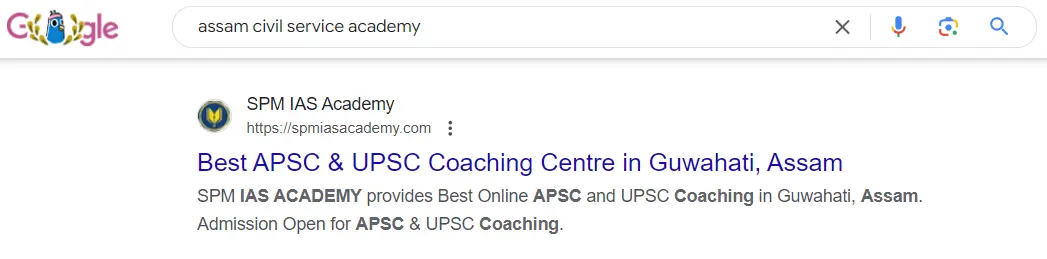 Google
assam civil service academy
SPM IAS Academy
https://spmiasacademy.com
Best APSC & UPSC Coaching Centre in Guwahati, Assam
SPM IAS ACADEMY provides Best Online APSC and UPSC Coaching in Guwahati, Assam.
Admission Open for APSC & UPSC Coaching.